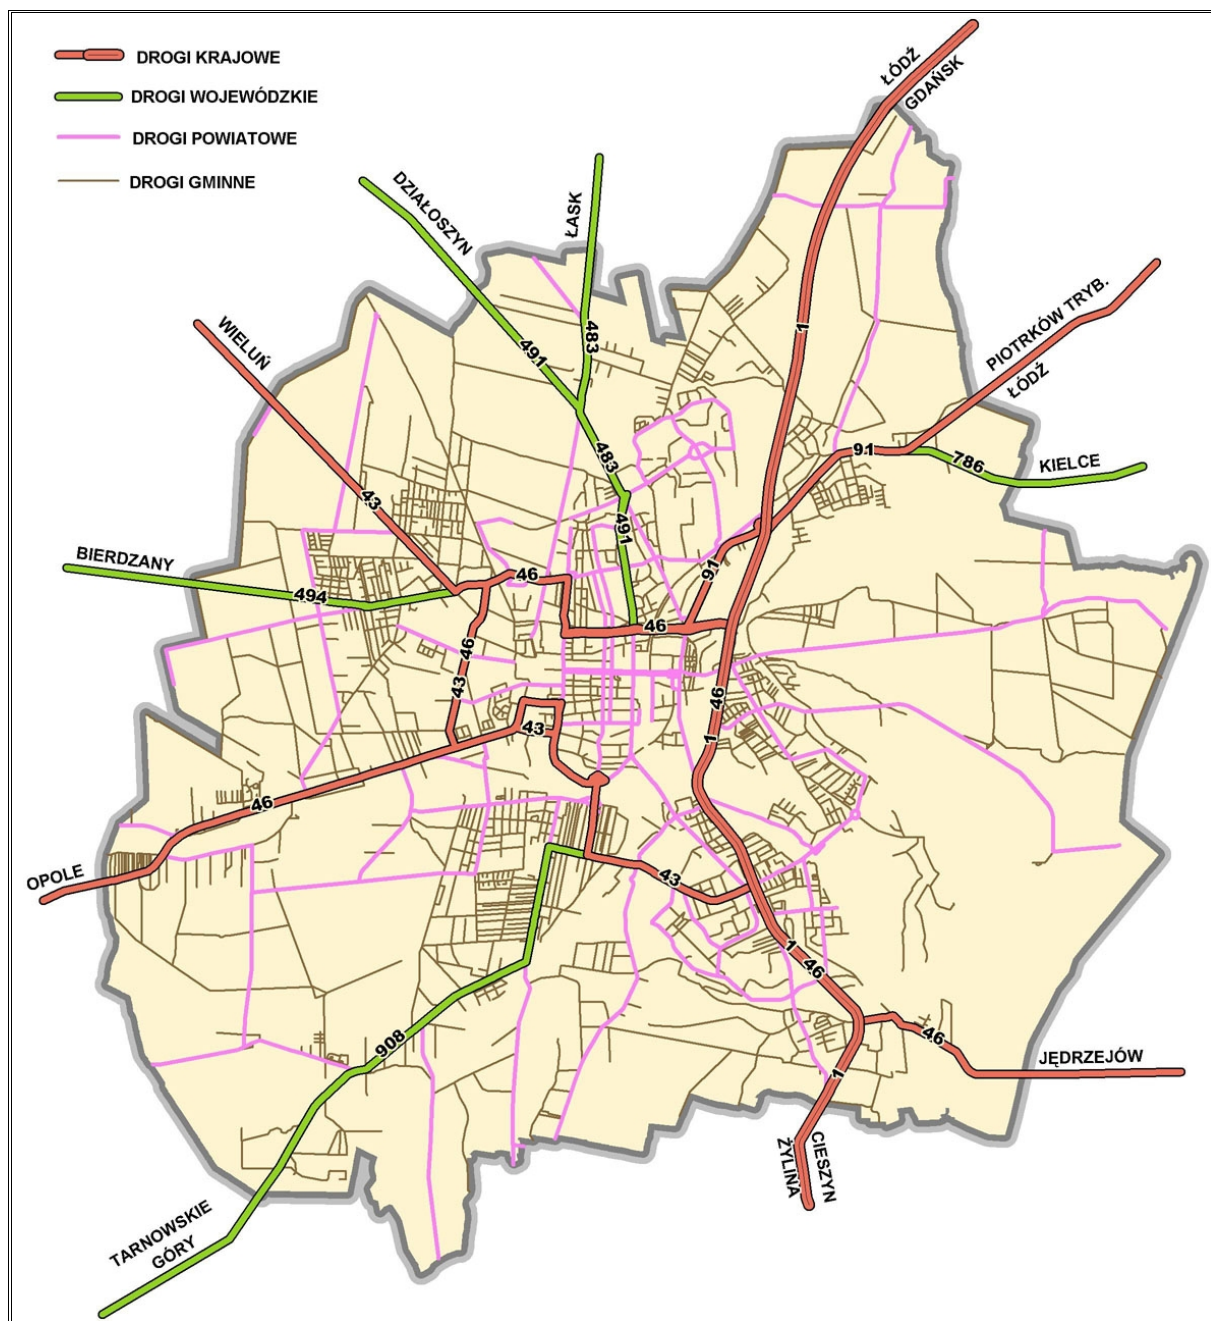 DROGI KRAJOWE
DROGI WOJEWÓDZKIE
DROGI POWIATOWE
DROGI GMINNE
ŁÓDŹ
GDAŃSK
DZIAŁOSZYN
ŁASK
WIELUŃ
1
483
491
PIOTRKÓW TRYB.
ŁÓDŹ
483
91
786
KIELCE
43
491
BIERDZANY
494
46
91
46
46
43
46
1
43
46
OPOLE
43
1
46
908
46
JĘDRZEJÓW
1
CIESZYN
ŻYLINA
TARNOWSKIE
GÓRY